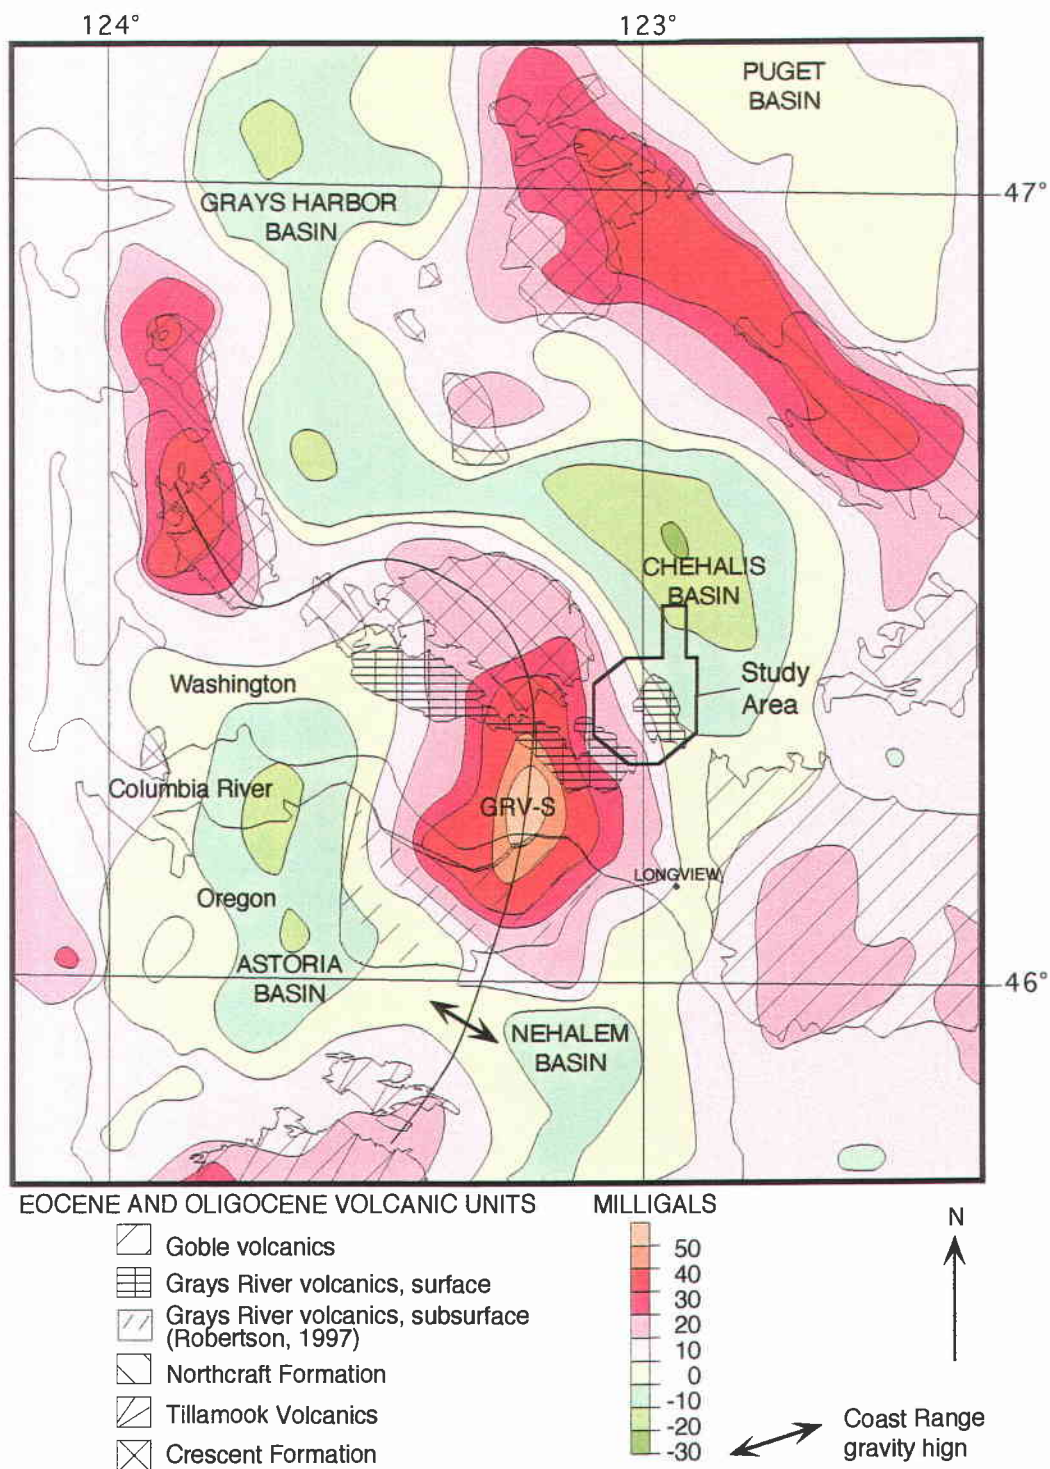 124°
123°
PUGET
BASIN
47°
GRAYS HARBOR
BASIN
CHEHALIS
BASIN
Washington
Study
Area
Columbia River
GRV-S
LONGVIEW
Oregon
ASTORIA
BASIN
46°
NEHALEM
BASIN
EOCENE AND OLIGOCENE VOLCANIC UNITS
Goble volcanics
Grays River volcanics, surface
Grays River volcanics, subsurface
(Robertson, 1997)
Northcraft Formation
Tillamook Volcanics
Crescent Formation
MILLIGALS
50
40
30
20
10
0
-10
-20
-30
N
Coast Range
gravity hign